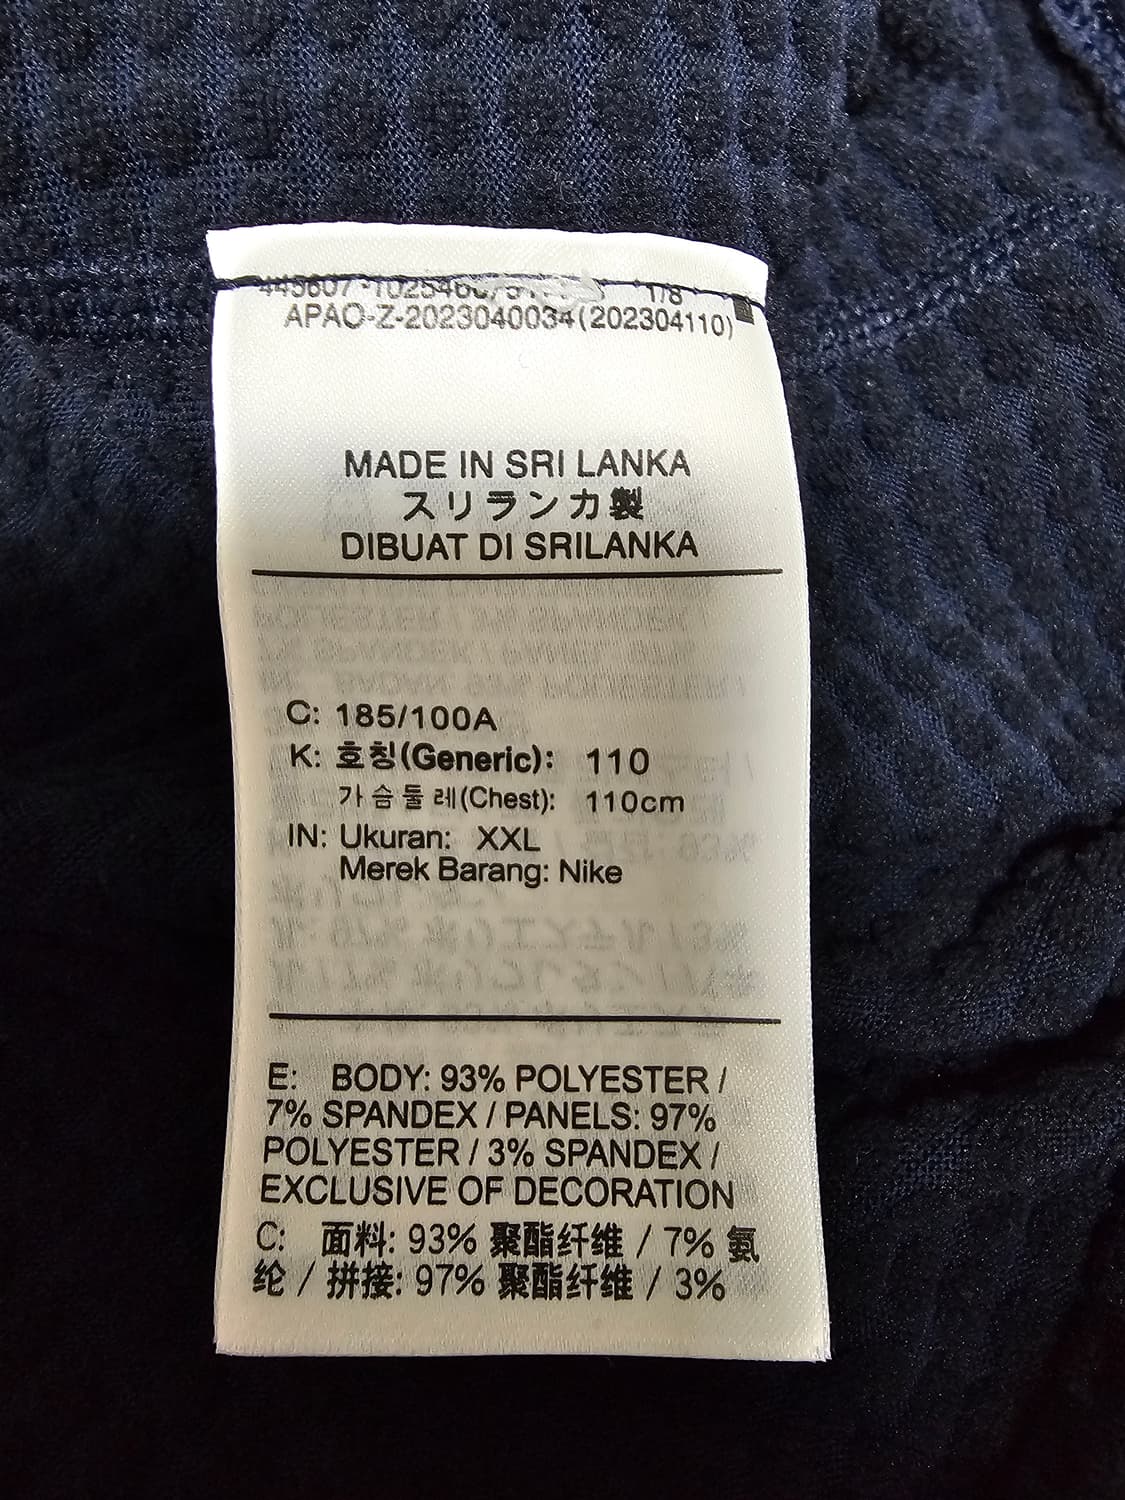 APAO-Z-2023040034(202304110)
MADE IN SRI LANKA
スリランカ製
DIBUAT DI SRILANKA
C: 185/100A
K: 호칭(Generic): 110
가슴둘레(Chest): 110cm
IN: Ukuran: XXL
Merek Barang: Nike
E: BODY: 93% POLYESTER /
7% SPANDEX / PANELS: 97%
POLYESTER / 3% SPANDEX /
EXCLUSIVE OF DECORATION
C: 面料: 93% 聚酯纤维 / 7% 氨
纶 / 拼接: 97% 聚酯纤维 / 3%